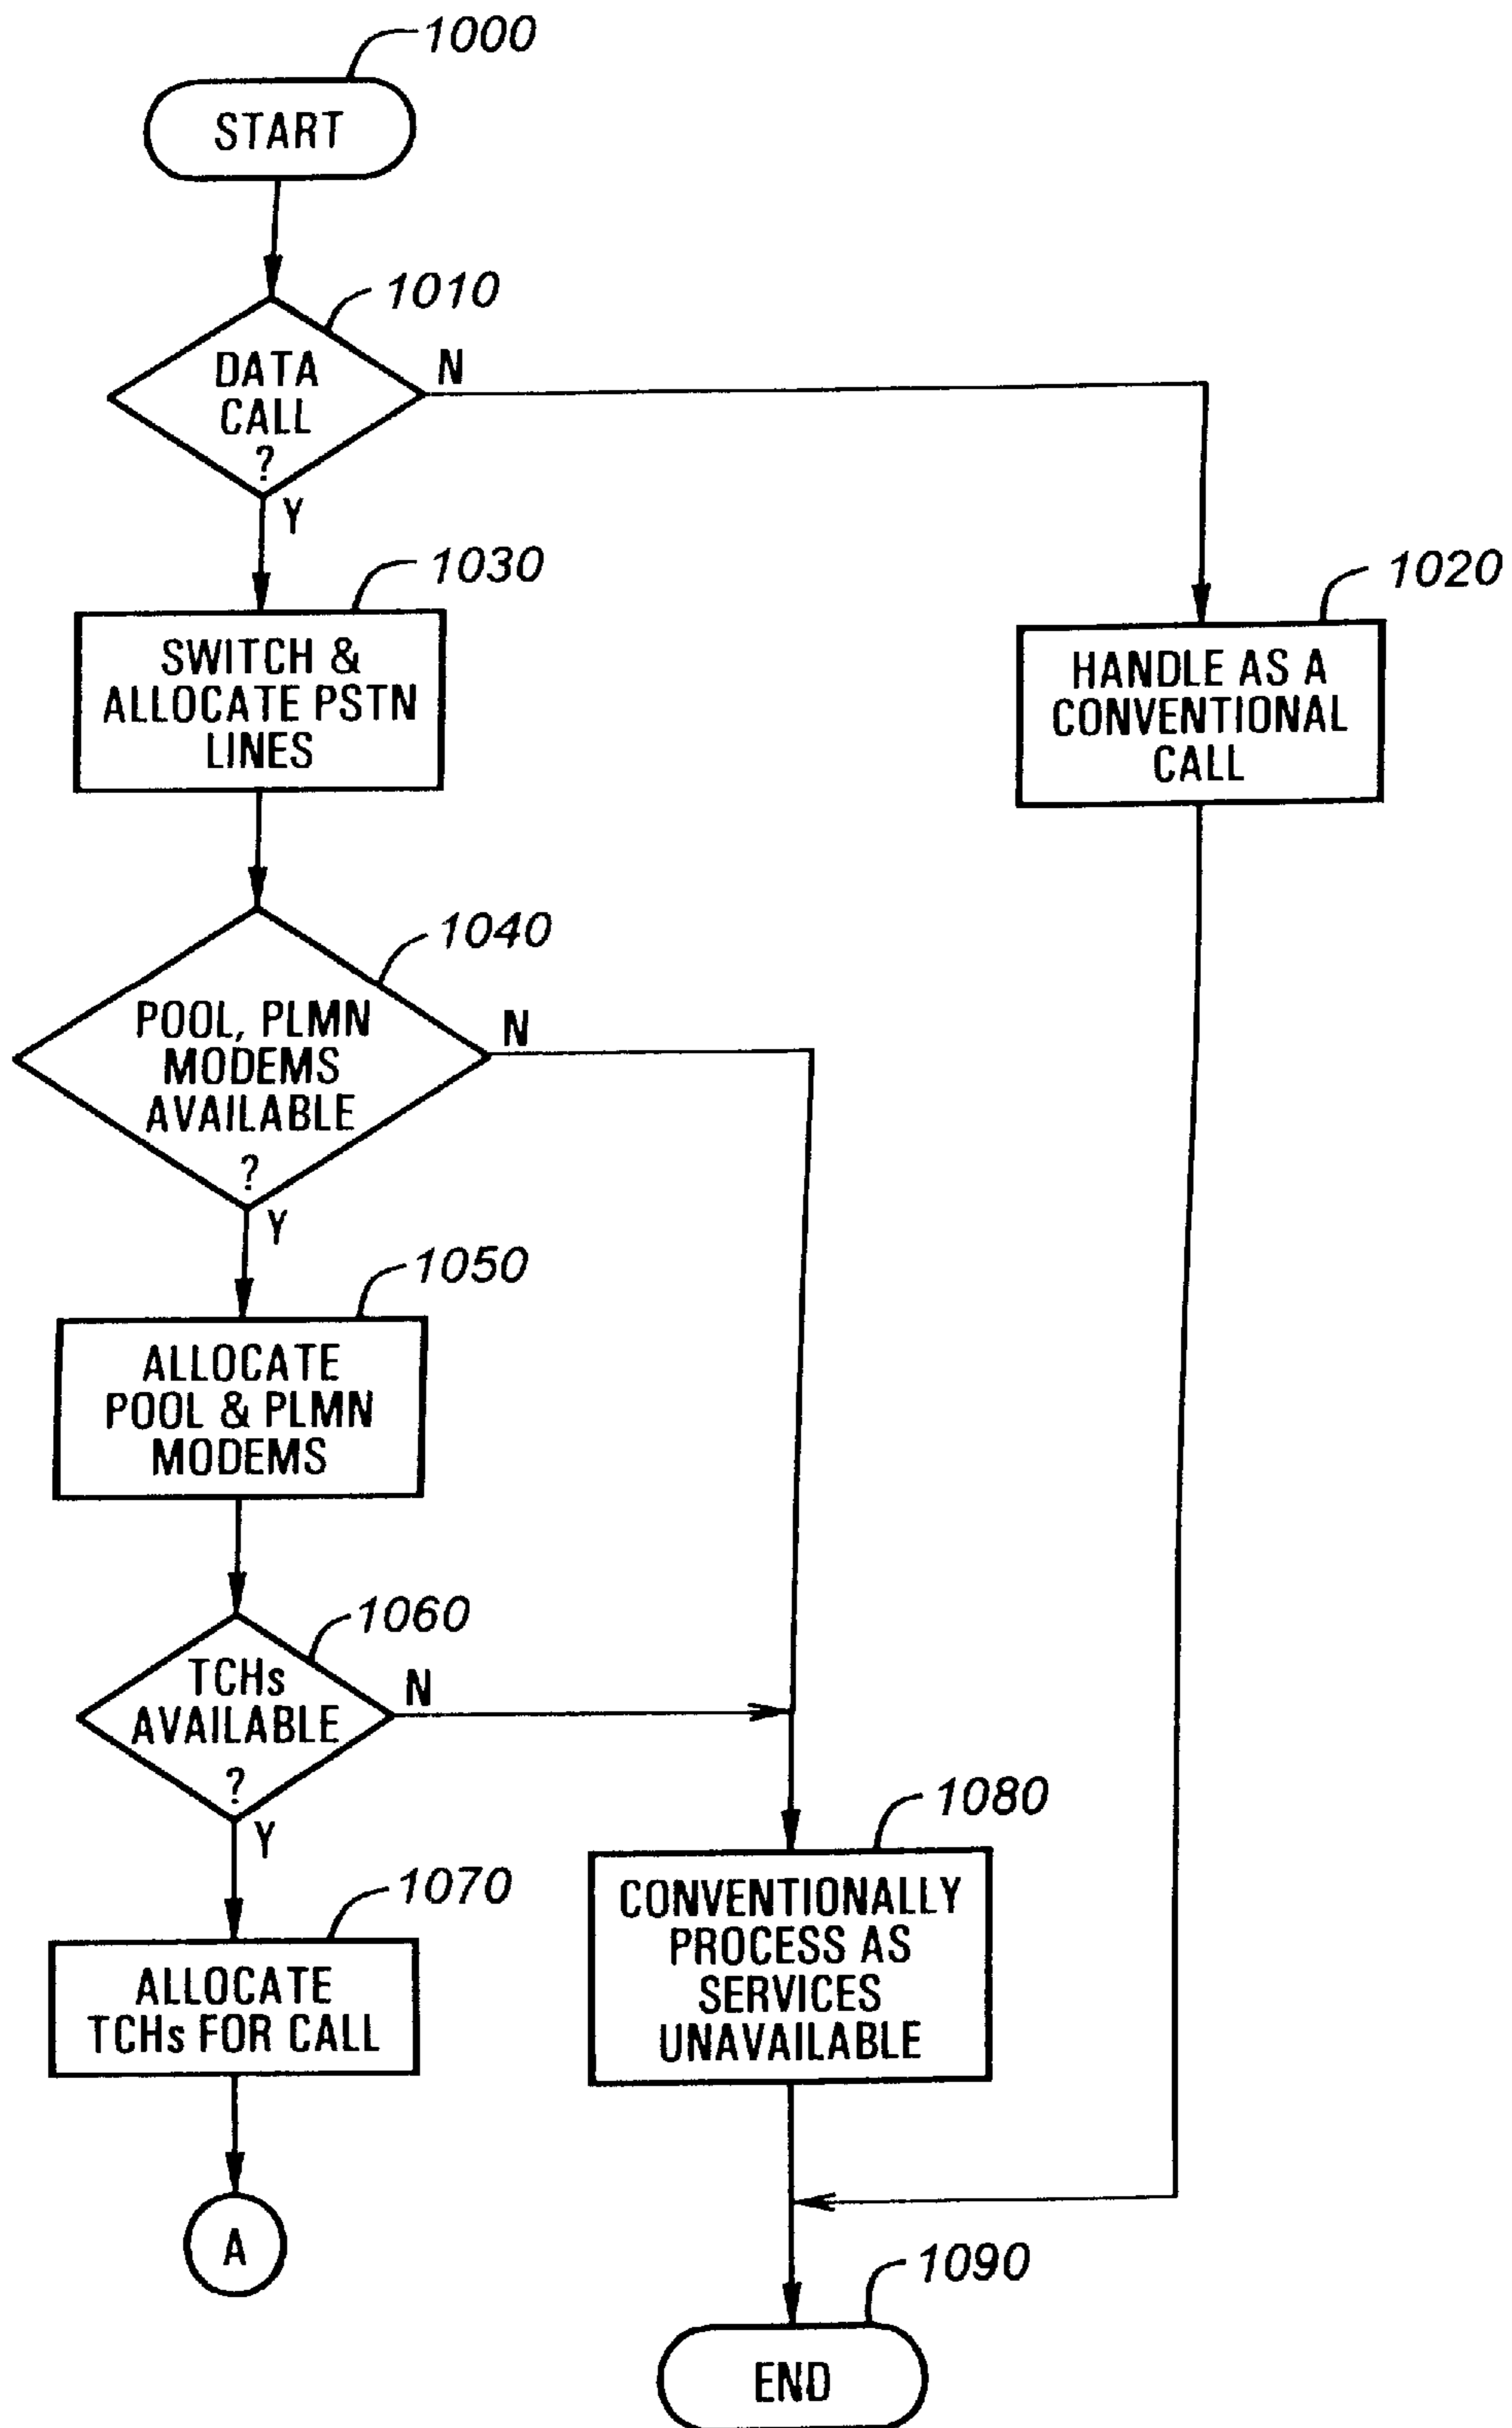 1000
START
1010
DATA
CALL
?
N
Y
1030
SWITCH &
ALLOCATE PSTN
LINES
1020
HANDLE AS A
CONVENTIONAL
CALL
1040
POOL, PLMN
MODEMS
AVAILABLE
?
N
Y
1050
ALLOCATE
POOL & PLMN
MODEMS
1060
TCHs
AVAILABLE
?
N
Y
1070
ALLOCATE
TCHs FOR CALL
1080
CONVENTIONALLY
PROCESS AS
SERVICES
UNAVAILABLE
A
1090
END